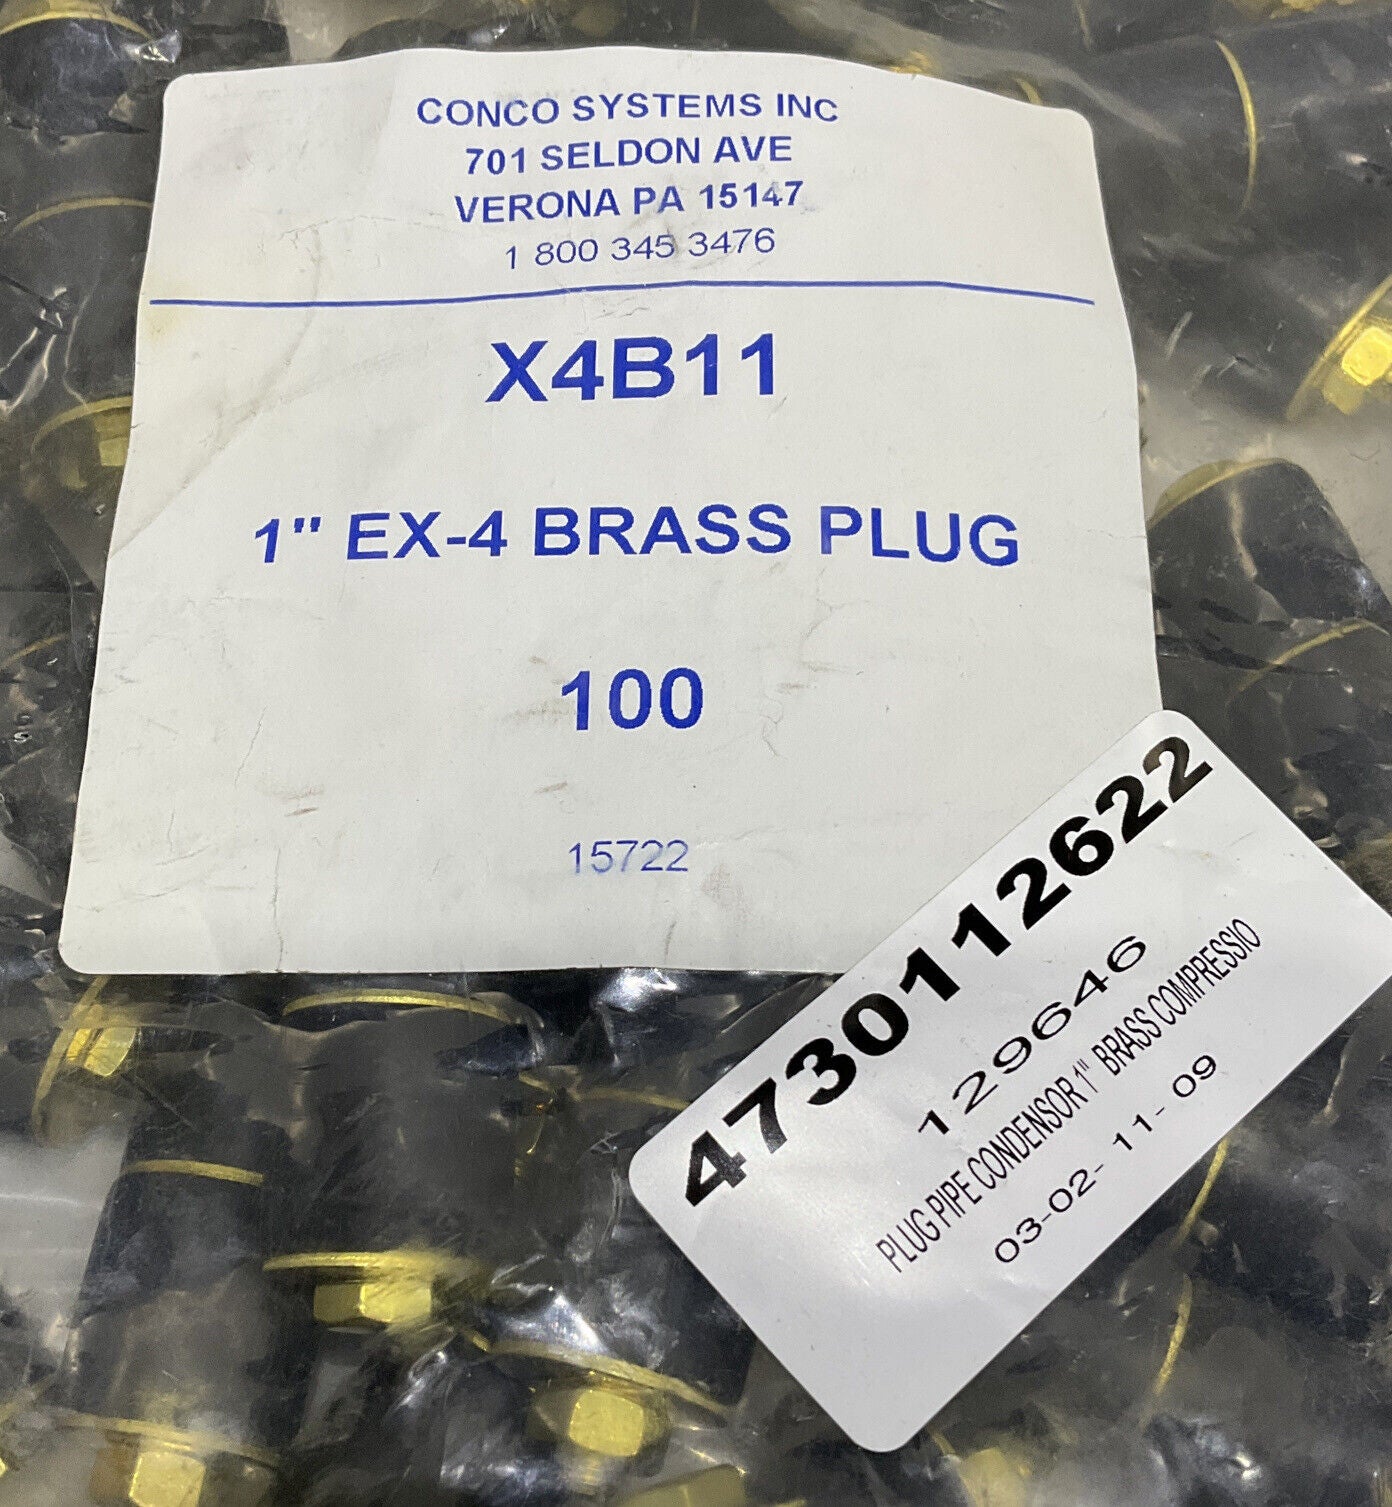 CONCO SYSTEMS INC
701 SELDON AVE
VERONA PA 15147
1 800 345 3476
X4B11
1" EX-4 BRASS PLUG
100
15722
4730112622
129646
PLUG PIPE CONDENSOR 1" BRASS COMPRESSIO
03-02- 11- 09